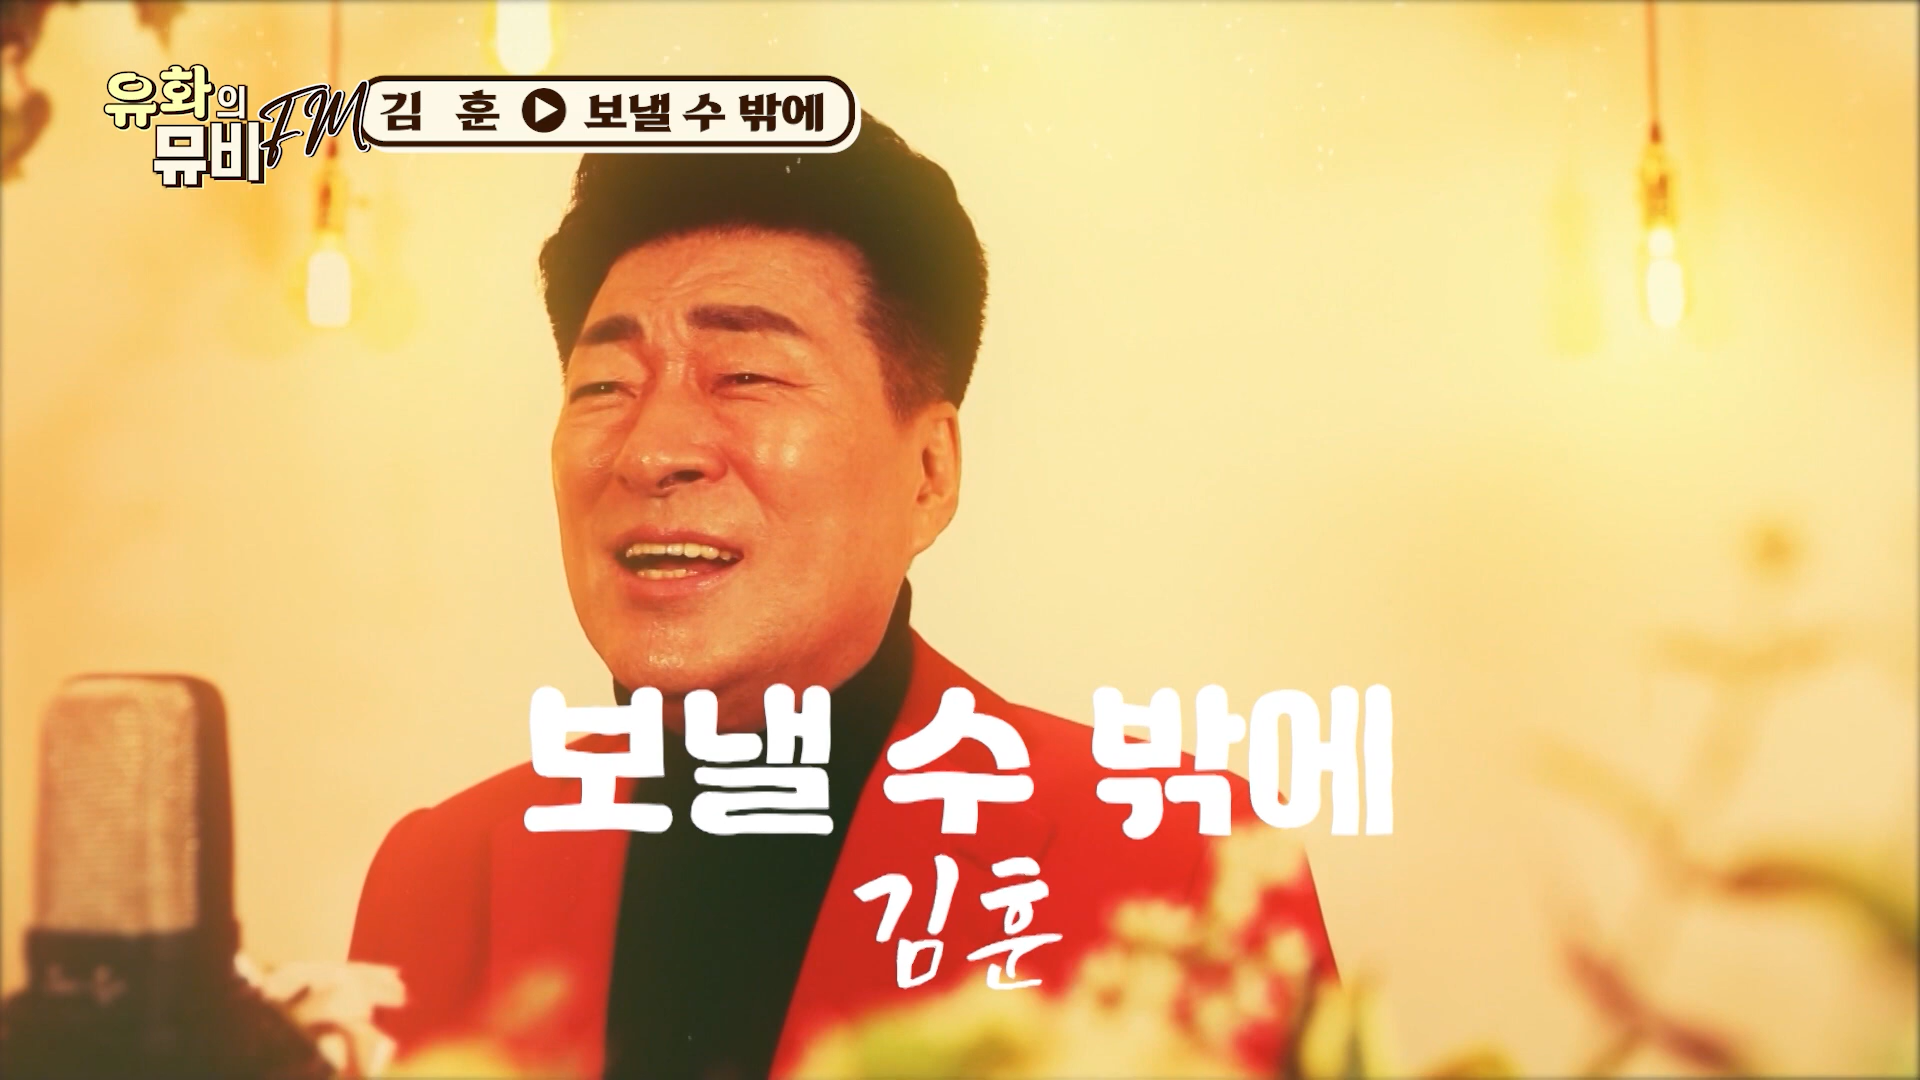 유화의
뮤비 FM
김 훈 ▶ 보낼 수 밖에
보낼 수 밖에
김훈